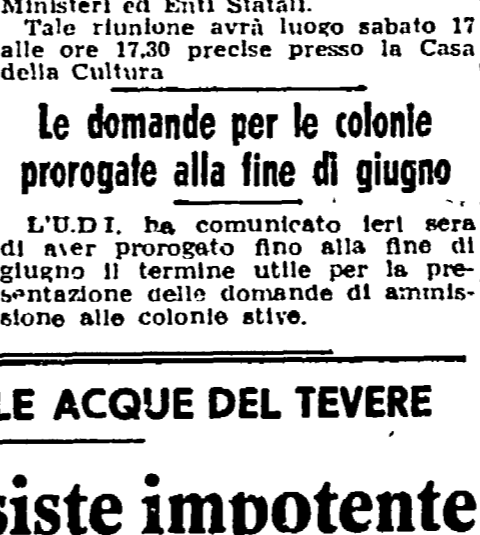 Ministeri ed Enti Statali.
Tale riunione avrà luogo sabato 17
alle ore 17,30 precise presso la Casa
della Cultura
Le domande per le colonie
prorogate alla fine di giugno
L'U.D I. ha comunicato ieri sera
di aver prorogato fino alla fine di
giugno il termine utile per la pre-
sentazione delle domande di ammis-
sione alle colonie stive.
LE ACQUE DEL TEVERE
siste impotente